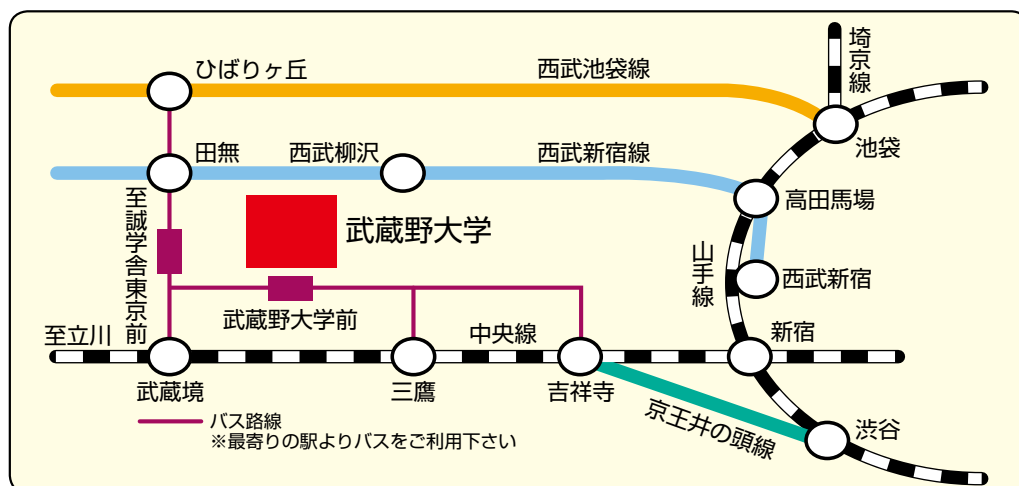 埼京線
ひばりヶ丘
西武池袋線
池袋
田無
西武柳沢
西武新宿線
高田馬場
至誠学舎東京前
武蔵野大学
山手線
西武新宿
武蔵野大学前
至立川
中央線
新宿
武蔵境
三鷹
吉祥寺
京王井の頭線
渋谷
バス路線
※最寄りの駅よりバスをご利用下さい